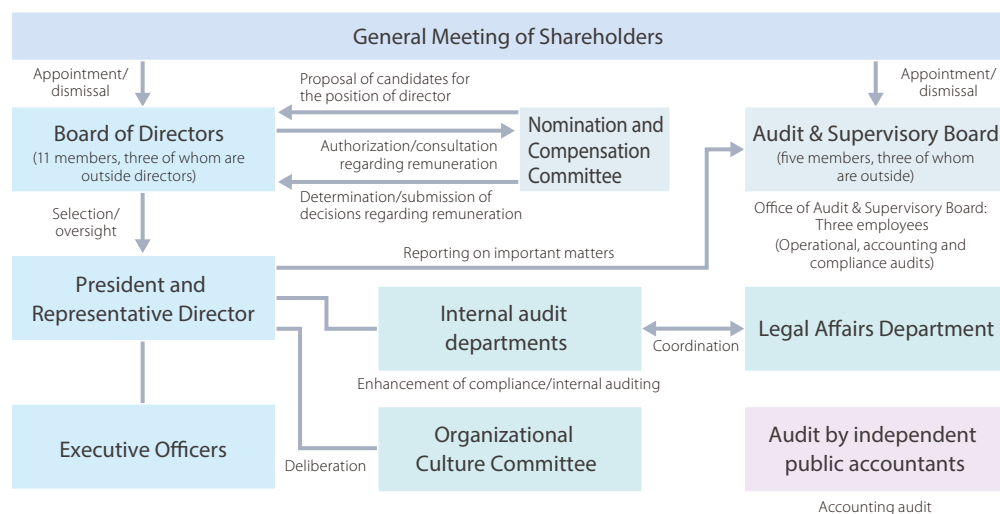 General Meeting of Shareholders
Appointment/
dismissal
Proposal of candidates for
the position of director
Appointment/
dismissal
Board of Directors
(11 members, three of whom are
outside directors)
Authorization/consultation
regarding remuneration
Nomination and
Compensation
Committee
Audit & Supervisory Board
(five members, three of whom
are outside)
Determination/submission of
decisions regarding remuneration
Selection/
oversight
Office of Audit & Supervisory Board:
Three employees
(Operational, accounting and
compliance audits)
Reporting on important matters
President and
Representative Director
Internal audit
departments
Coordination
Legal Affairs Department
Enhancement of compliance/internal auditing
Executive Officers
Deliberation
Organizational
Culture Committee
Audit by independent
public accountants
Accounting audit